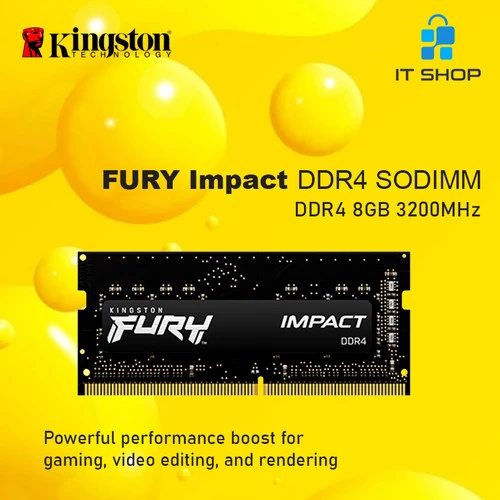 Kingston
TECHNOLOGY
IT SHOP
FURY Impact DDR4 SODIMM
DDR4 8GB 3200MHz
KINGSTON
FURY
IMPACT
DDR4
Powerful performance boost for
gaming, video editing, and rendering